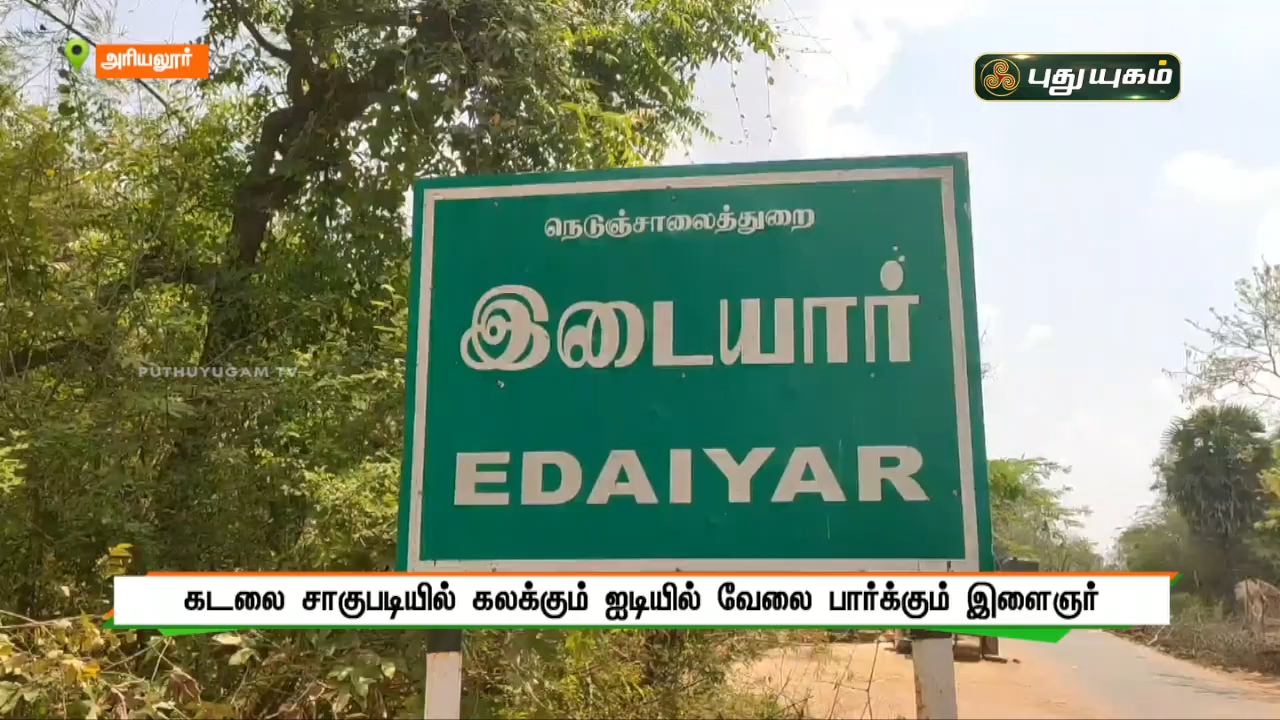 அரியலூர்
புதுயுகம்
நெடுஞ்சாலைத்துறை
இடையார்
PUTHUYUGAM TV
EDAIYAR
கடலை சாகுபடியில் கலக்கும் ஐடியில் வேலை பார்க்கும் இளைஞர்